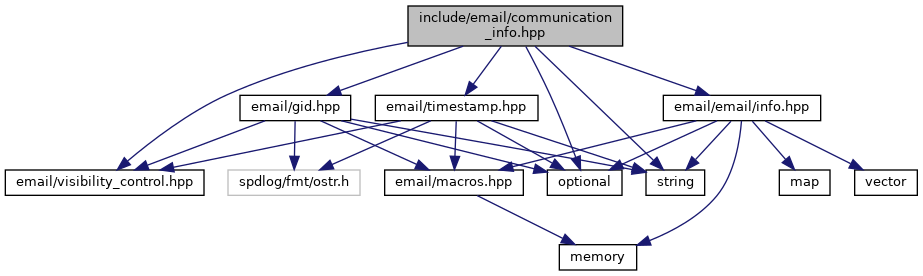 include/email/communication
_info.hpp
email/gid.hpp
email/timestamp.hpp
email/email/info.hpp
email/visibility_control.hpp
spdlog/fmt/ostr.h
email/macros.hpp
optional
string
map
vector
memory